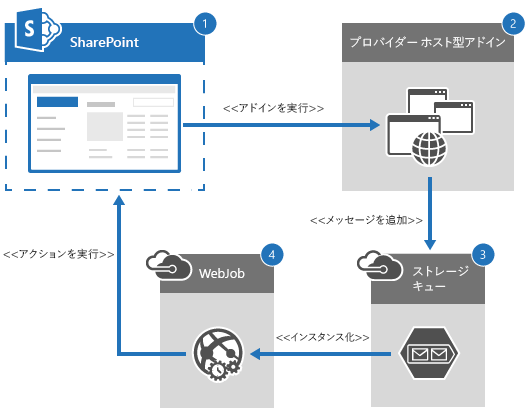 S
SharePoint
1
プロバイダー ホスト型アドイン
2
<<アドインを実行>>
<<メッセージを追加>>
<<アクションを実行>>
WebJob
4
ストレージ
キュー
3
<<インスタンス化>>